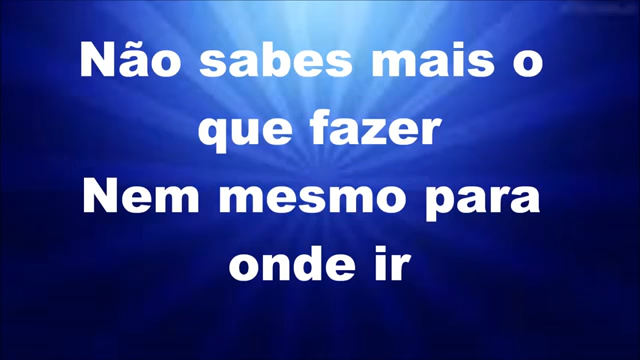 Não sabes mais o
que fazer
Nem mesmo para
onde ir